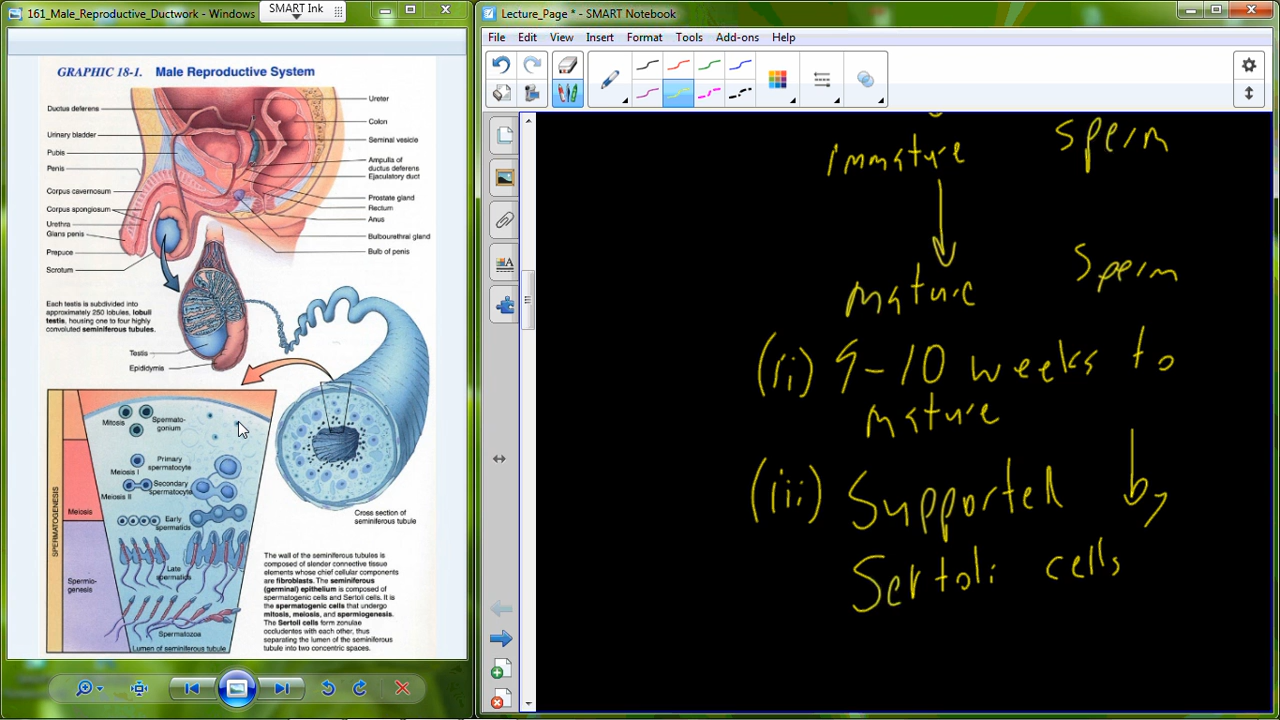 161_Male_Reproductive_Ductwork - Windows
SMART Ink
GRAPHIC 18-1. Male Reproductive System
Ductus deferens
Urinary bladder
Pubis
Penis
Corpus cavernosum
Corpus spongiosum
Urethra
Glans penis
Prepuce
Scrotum
Ureter
Colon
Seminal vesicle
Ampulla of
ductus deferens
Ejaculatory duct
Prostate gland
Rectum
Anus
Bulbourethral gland
Bulb of penis
Each testis is subdivided into
approximately 250 lobules, lobuli
testis, housing one to four highly
convoluted seminiferous tubules.
Testis
Epididymis
SPERMATOGENESIS
Meiosis
Spermio-
genesis
Mitosis
Spermato-
gonium
Meiosis I
Primary
spermatocyte
Meiosis II
Secondary
spermatocyte
Early
spermatids
Late
spermatids
Spermatozoa
Lumen of seminiferous tubule
Cross section of
seminiferous tubule
The wall of the seminiferous tubules is
composed of slender connective tissue
elements whose chief cellular components
are fibroblasts. The seminiferous
(germinal) epithelium is composed of
spermatogenic cells and Sertoli cells. It is
the spermatogenic cells that undergo
mitosis, meiosis, and spermiogenesis.
The Sertoli cells form zonulae
occludentes with each other, thus
separating the lumen of the seminiferous
tubule into two concentric spaces.
Lecture_Page * - SMART Notebook
File Edit View Insert Format Tools Add-ons Help
immature sperm
mature sperm
(ii) 9-10 weeks to
mature
(iii) Supported by
Sertoli cells